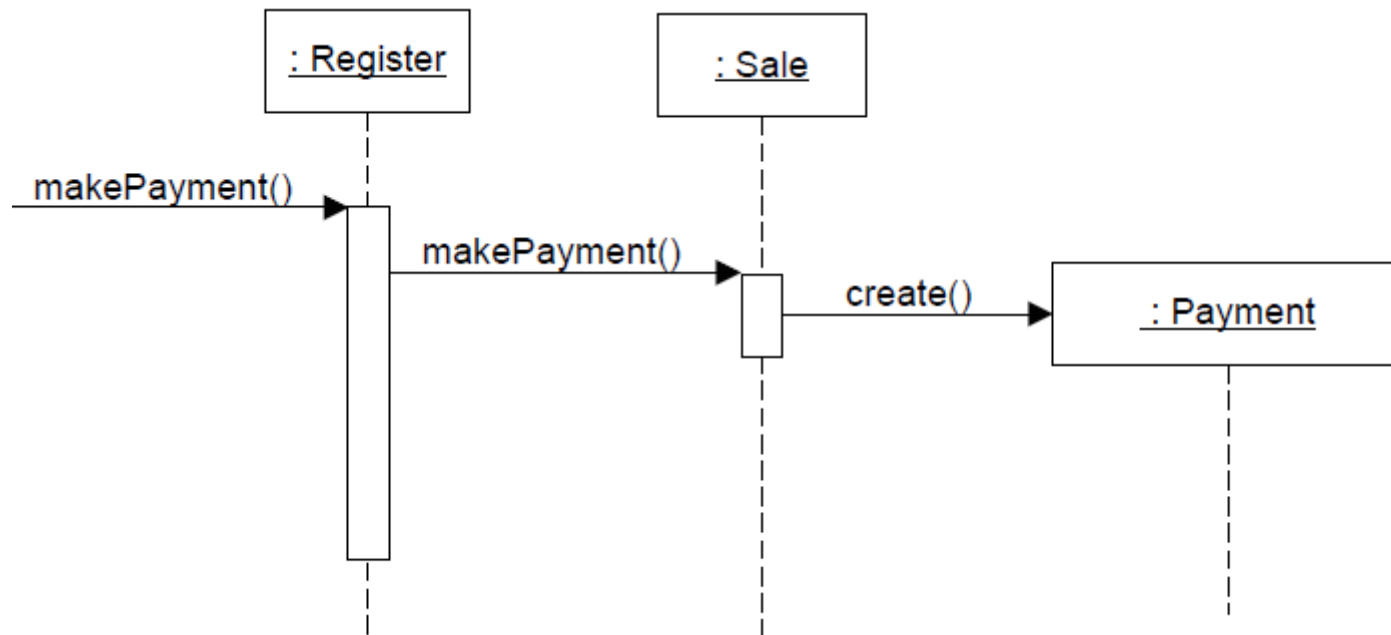 : Register
: Sale
makePayment()
makePayment()
create()
: Payment